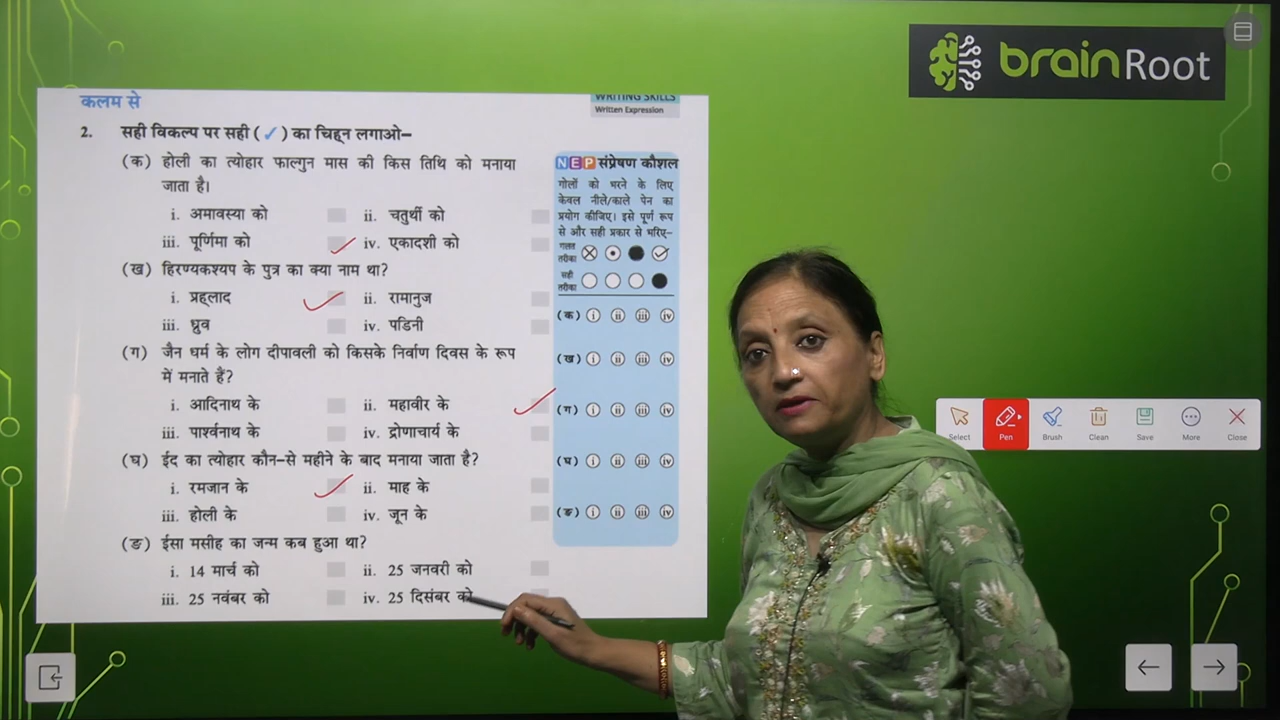 brainRoot
कलम से
WRITING SKILLS
Written Expression
2. सही विकल्प पर सही (✓) का चिह्न लगाओ–
(क) होली का त्योहार फाल्गुन मास की किस तिथि को मनाया
जाता है।
i. अमावस्या को ii. चतुर्थी को
iii. पूर्णिमा को iv. एकादशी को
(ख) हिरण्यकश्यप के पुत्र का क्या नाम था?
i. प्रह्लाद ii. रामानुज
iii. ध्रुव iv. पडिनी
(ग) जैन धर्म के लोग दीपावली को किसके निर्वाण दिवस के रूप
में मनाते हैं?
i. आदिनाथ के ii. महावीर के
iii. पार्श्वनाथ के iv. द्रोणाचार्य के
(घ) ईद का त्योहार कौन-से महीने के बाद मनाया जाता है?
i. रमजान के ii. माह के
iii. होली के iv. जून के
(ङ) ईसा मसीह का जन्म कब हुआ था?
i. 14 मार्च को ii. 25 जनवरी को
iii. 25 नवंबर को iv. 25 दिसंबर को
NEP संप्रेषण कौशल
गोलों को भरने के लिए
केवल नीले/काले पेन का
प्रयोग कीजिए। इसे पूर्ण रूप
से और सही प्रकार से भरिए–
गलत
तरीका
सही
तरीका
(क) i ii iii iv
(ख) i ii iii iv
(ग) i ii iii iv
(घ) i ii iii iv
(ङ) i ii iii iv
Select Pen Brush Clean Save More Close